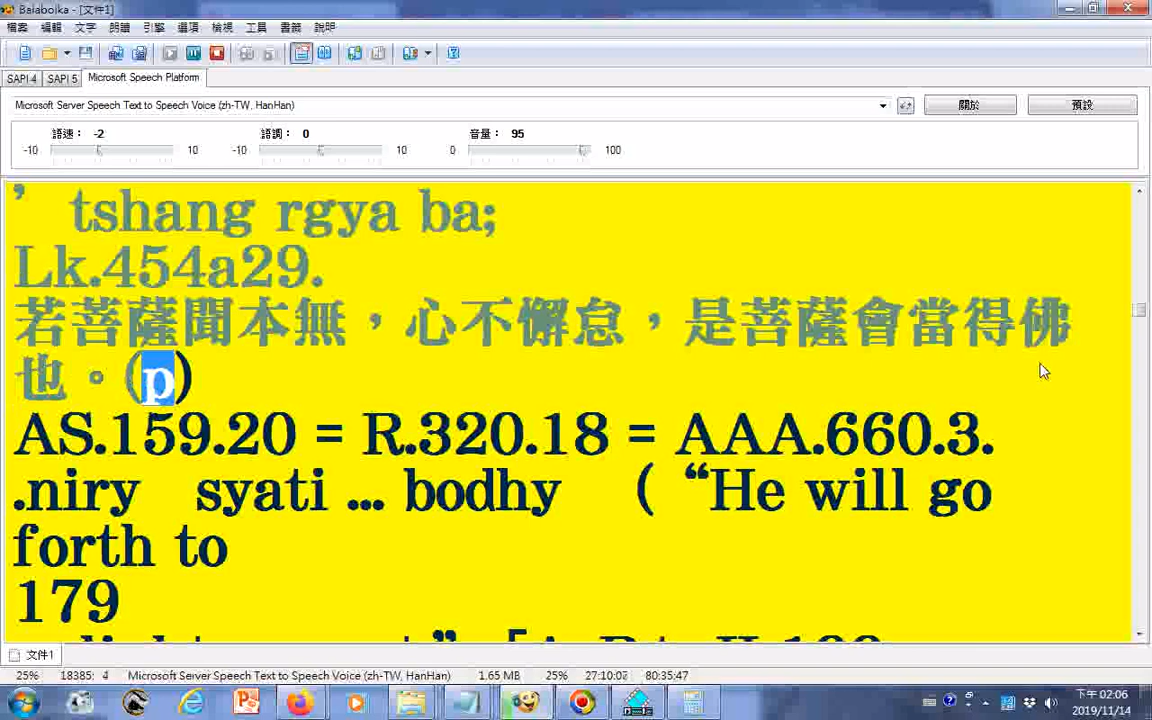 Balabolka - [文件1]
檔案 編輯 文字 朗讀 引擎 選項 檢視 工具 書籤 說明
SAPI 4 SAPI 5 Microsoft Speech Platform
Microsoft Server Speech Text to Speech Voice (zh-TW, HanHan) 關於 預設
語速： -2 語調： 0 音量： 95
-10 10 -10 10 0 100
’ tshang rgya ba;
Lk.454a29.
若菩薩聞本無，心不懈怠，是菩薩會當得佛
也。(p)
AS.159.20 = R.320.18 = AAA.660.3.
.niry syati ... bodhy ( “He will go
forth to
179
文件1
25% 18385: 4 Microsoft Server Speech Text to Speech Voice (zh-TW, HanHan) 1.65 MB 25% 27:10:02 80:35:47
下午 02:06
2019/11/14